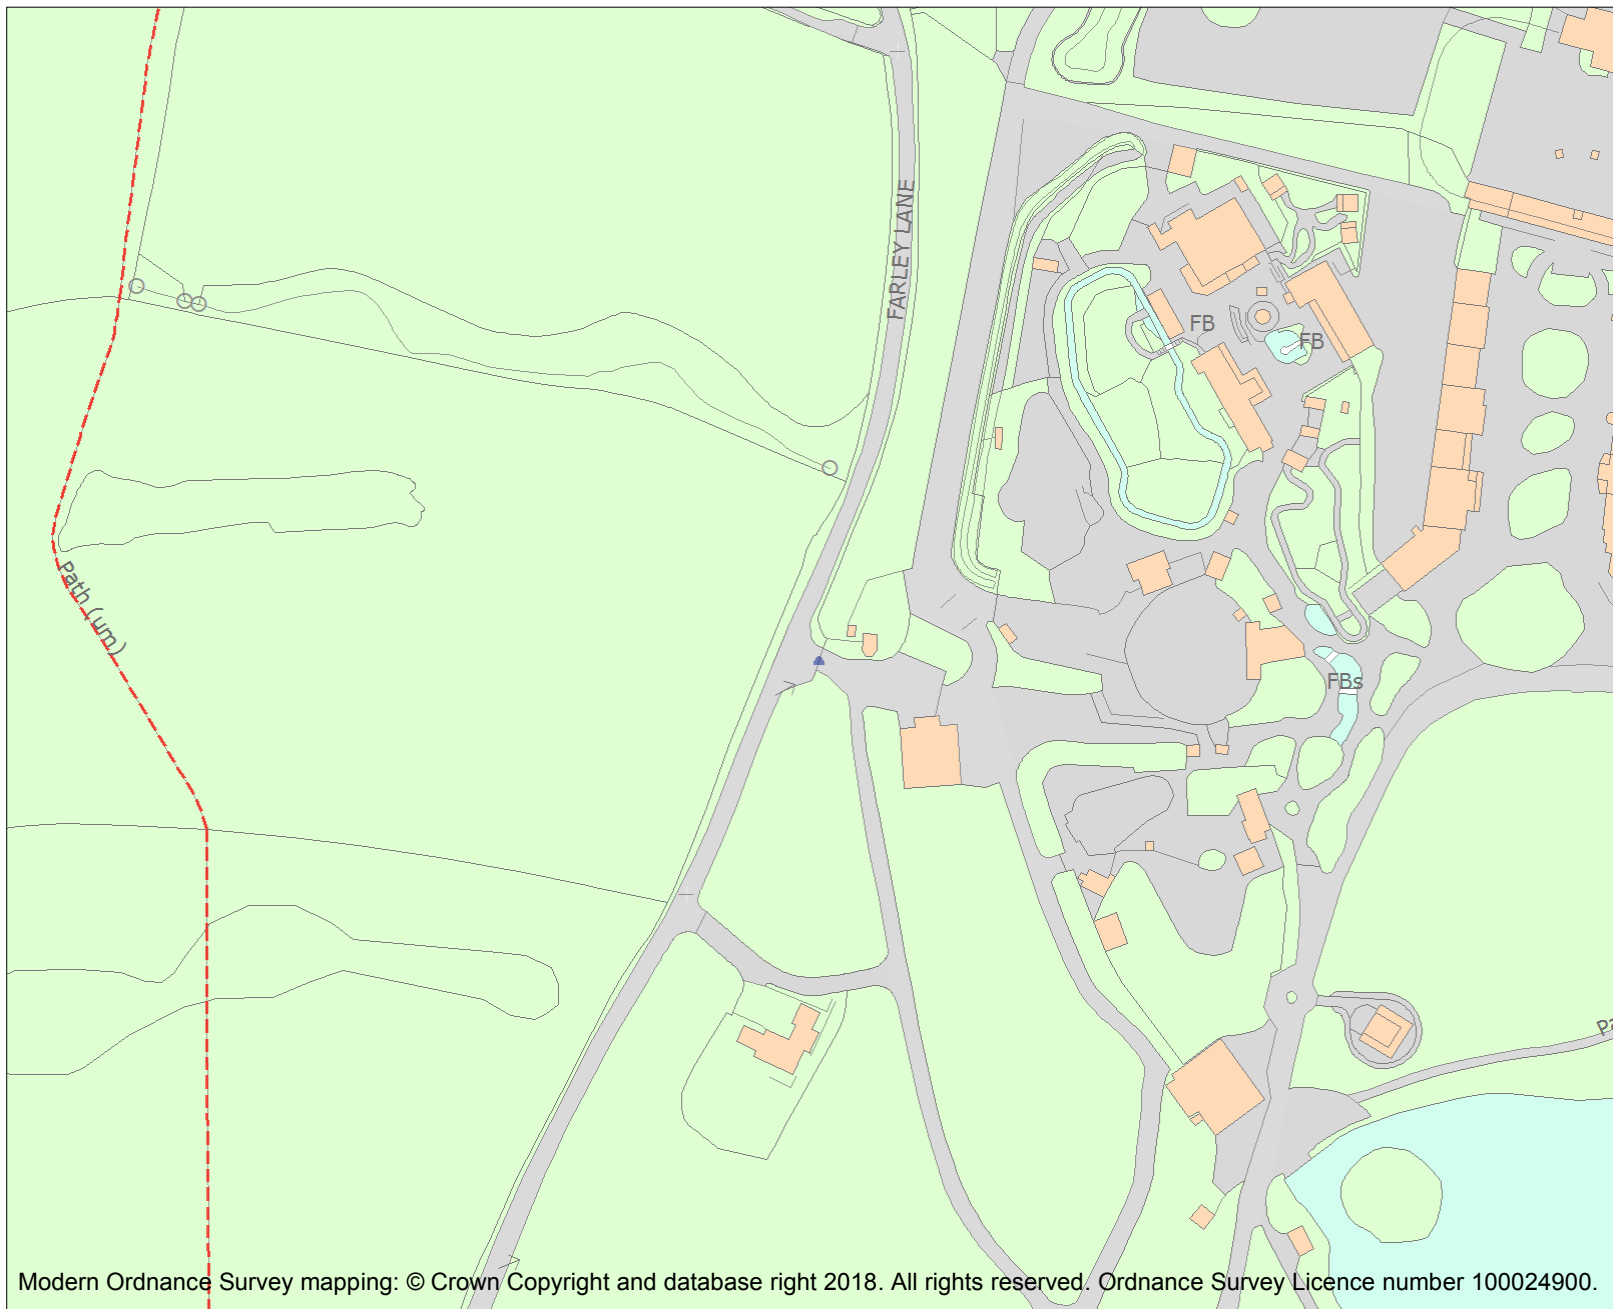 FARLEY LANE
FB
FB
Path (um)
FBs
Pa
Modern Ordnance Survey mapping: © Crown Copyright and database right 2018. All rights reserved. Ordnance Survey Licence number 100024900.